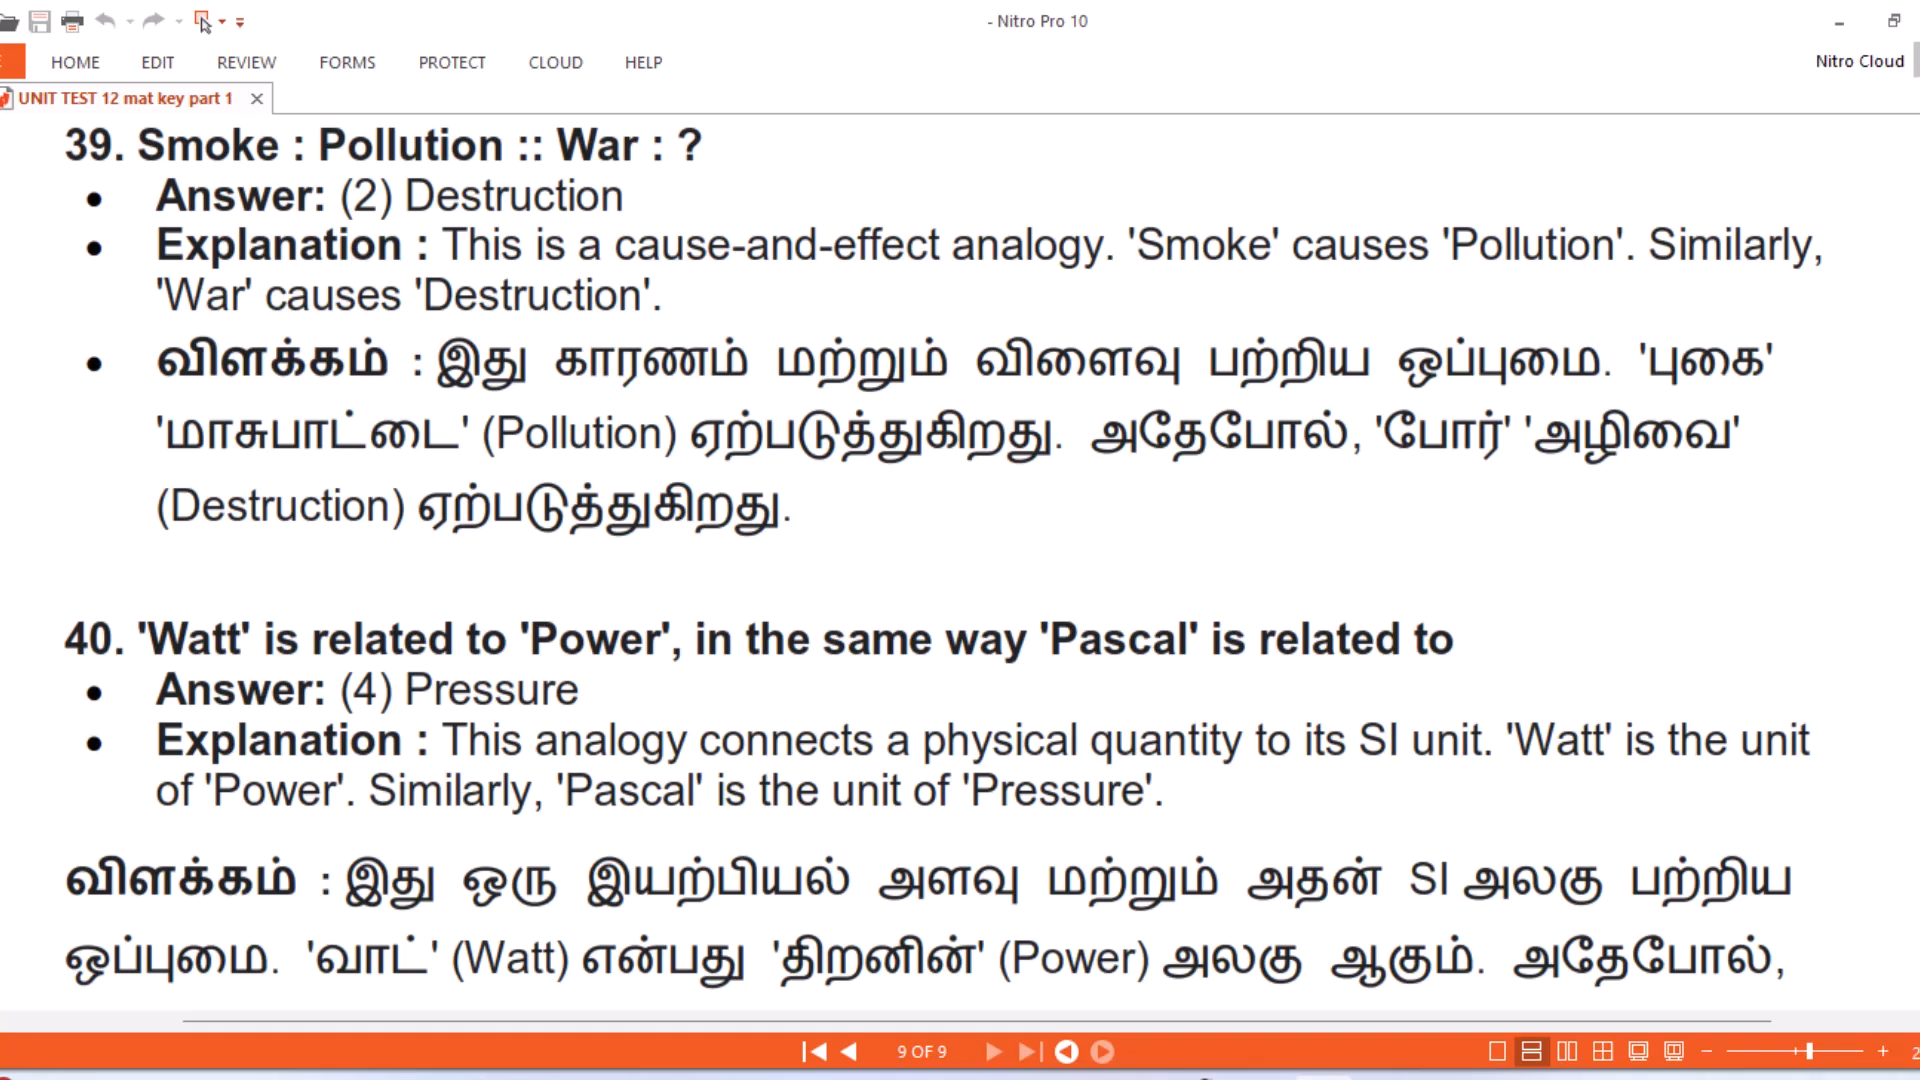 - Nitro Pro 10
HOME EDIT REVIEW FORMS PROTECT CLOUD HELP
Nitro Cloud
UNIT TEST 12 mat key part 1
39. Smoke : Pollution :: War : ?
• Answer: (2) Destruction
• Explanation : This is a cause-and-effect analogy. 'Smoke' causes 'Pollution'. Similarly,
'War' causes 'Destruction'.
• விளக்கம் : இது காரணம் மற்றும் விளைவு பற்றிய ஒப்புமை. 'புகை'
'மாசுபாட்டை' (Pollution) ஏற்படுத்துகிறது. அதேபோல், 'போர்' 'அழிவை'
(Destruction) ஏற்படுத்துகிறது.
40. 'Watt' is related to 'Power', in the same way 'Pascal' is related to
• Answer: (4) Pressure
• Explanation : This analogy connects a physical quantity to its SI unit. 'Watt' is the unit
of 'Power'. Similarly, 'Pascal' is the unit of 'Pressure'.
விளக்கம் : இது ஒரு இயற்பியல் அளவு மற்றும் அதன் SI அலகு பற்றிய
ஒப்புமை. 'வாட்' (Watt) என்பது 'திறனின்' (Power) அலகு ஆகும். அதேபோல்,
9 OF 9